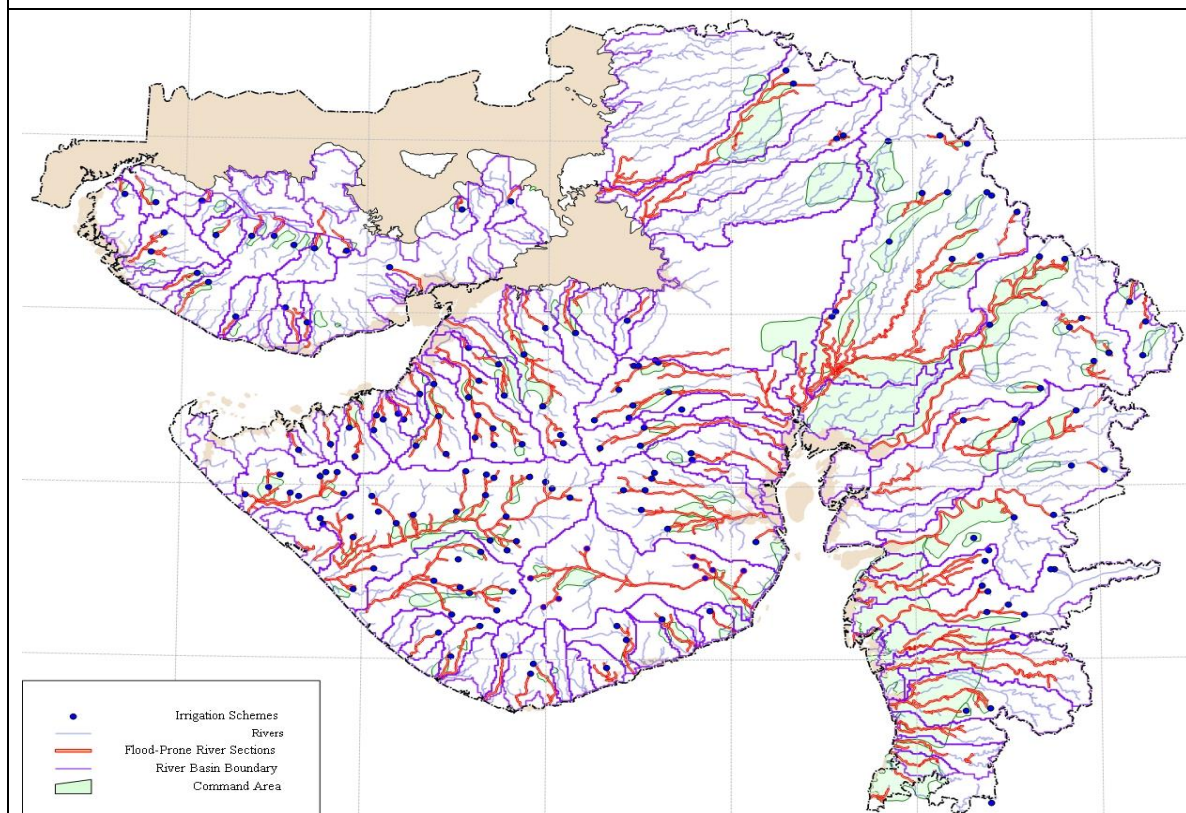 Irrigation Schemes
Rivers
Flood-Prone River Sections
River Basin Boundary
Command Area